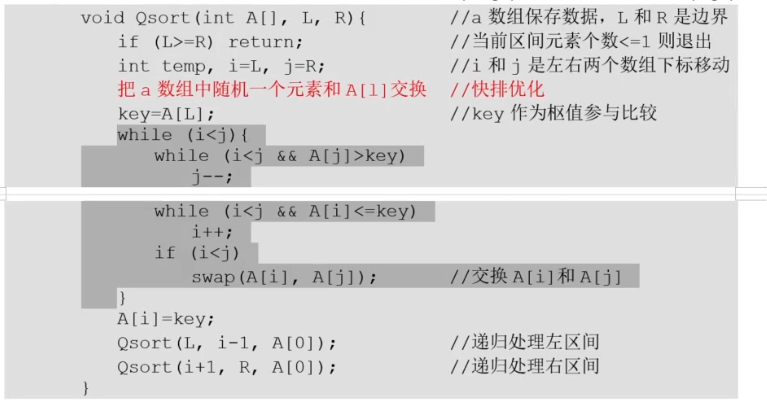 void Qsort(int A[], L, R){ //a 数组保存数据，L 和 R 是边界
if (L>=R) return; //当前区间元素个数<=1 则退出
int temp, i=L, j=R; //i 和 j 是左右两个数组下标移动
把 a 数组中随机一个元素和 A[l]交换 //快排优化
key=A[L]; //key 作为枢值参与比较
while (i<j){
while (i<j && A[j]>key)
j--;
while (i<j && A[i]<=key)
i++;
if (i<j)
swap(A[i], A[j]); //交换 A[i]和 A[j]
}
A[i]=key;
Qsort(L, i-1, A[0]); //递归处理左区间
Qsort(i+1, R, A[0]); //递归处理右区间
}